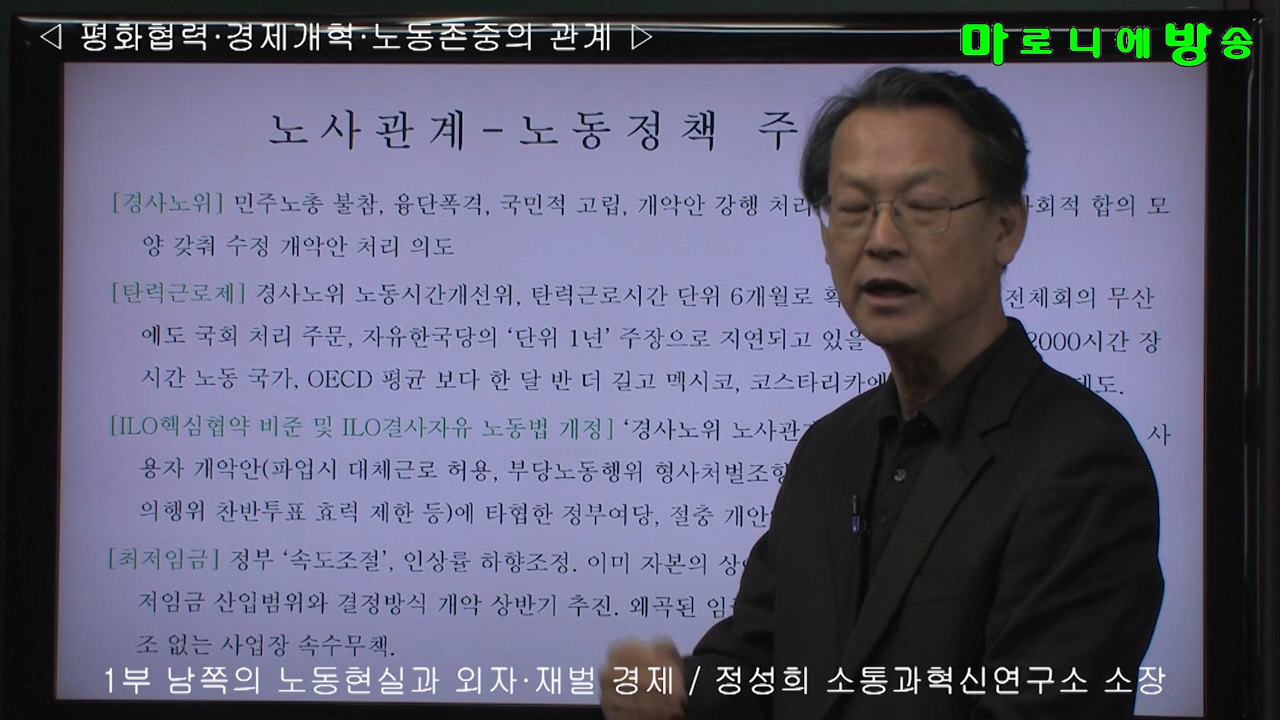 ◁ 평화협력·경제개혁·노동존중의 관계 ▷
마로니에방송
노사관계-노동정책 주
[경사노위] 민주노총 불참, 융단폭격, 국민적 고립, 개악안 강행 처리 사회적 합의 모
양 갖춰 수정 개악안 처리 의도
[탄력근로제] 경사노위 노동시간개선위, 탄력근로시간 단위 6개월로 전체회의 무산
에도 국회 처리 주문, 자유한국당의 ‘단위 1년’ 주장으로 지연되고 있을 2000시간 장
시간 노동 국가, OECD 평균 보다 한 달 반 더 길고 멕시코, 코스타리카에
[ILO핵심협약 비준 및 ILO결사자유 노동법 개정] ‘경사노위 노사관 사
용자 개악안(파업시 대체근로 허용, 부당노동행위 형사처벌조항
의행위 찬반투표 효력 제한 등)에 타협한 정부여당, 절충 개안
[최저임금] 정부 ‘속도조절’, 인상률 하향조정. 이미 자본의
저임금 산입범위와 결정방식 개악 상반기 추진. 왜곡된
조 없는 사업장 속수무책.
1부 남쪽의 노동현실과 외자·재벌 경제 / 정성희 소통과혁신연구소 소장